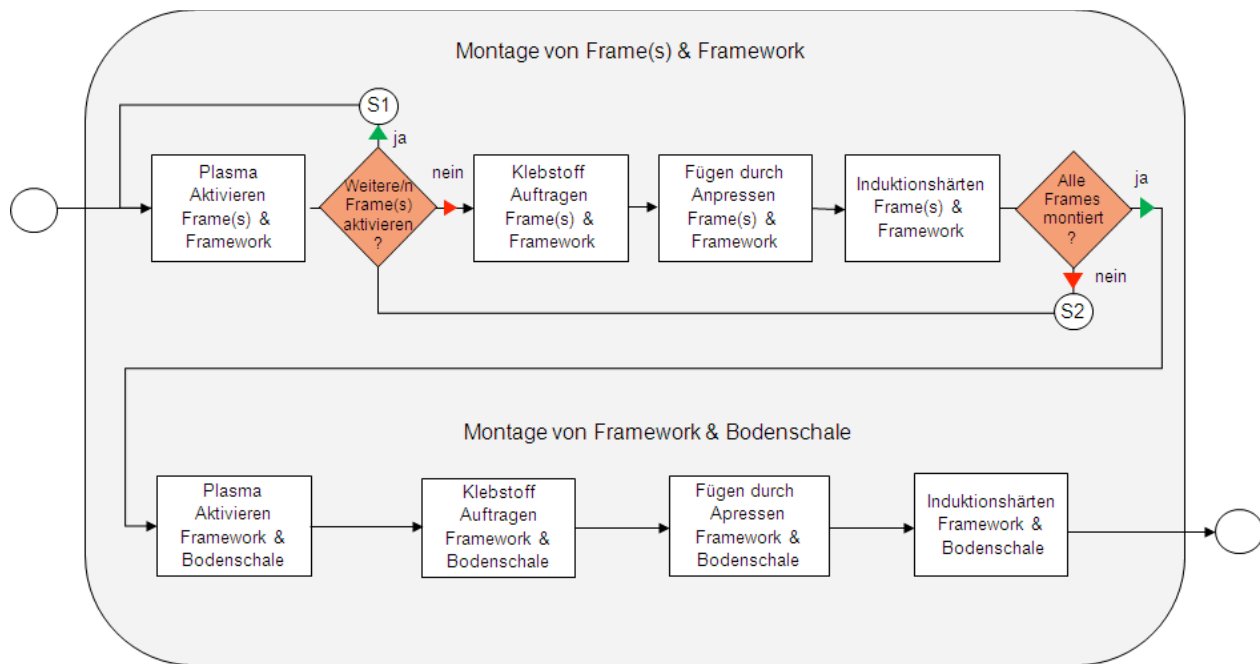 Montage von Frame(s) & Framework
S1
ja
Plasma
Aktivieren
Frame(s) &
Framework
Weitere/n
Frame(s)
aktivieren
?
nein
Klebstoff
Auftragen
Frame(s) &
Framework
Fügen durch
Anpressen
Frame(s) &
Framework
Induktionshärten
Frame(s) &
Framework
Alle
Frames
montiert
?
ja
nein
S2
Montage von Framework & Bodenschale
Plasma
Aktivieren
Framework &
Bodenschale
Klebstoff
Auftragen
Framework &
Bodenschale
Fügen durch
Apressen
Framework &
Bodenschale
Induktionshärten
Framework &
Bodenschale